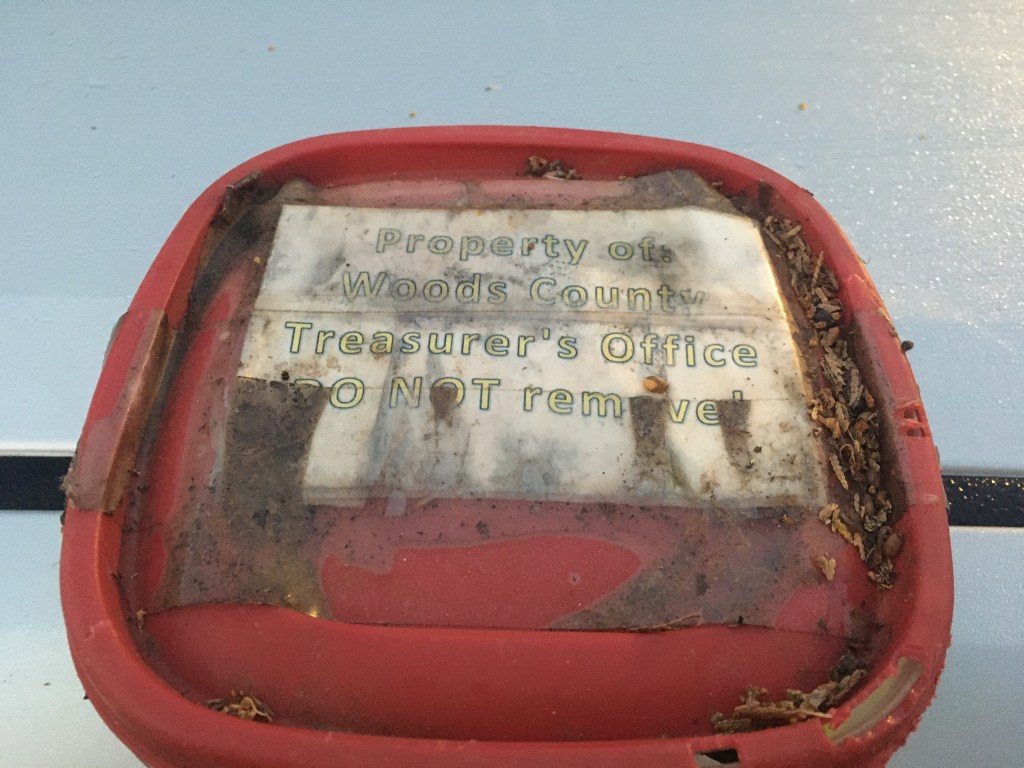 Property of:
Woods County
Treasurer's Office
DO NOT remove!